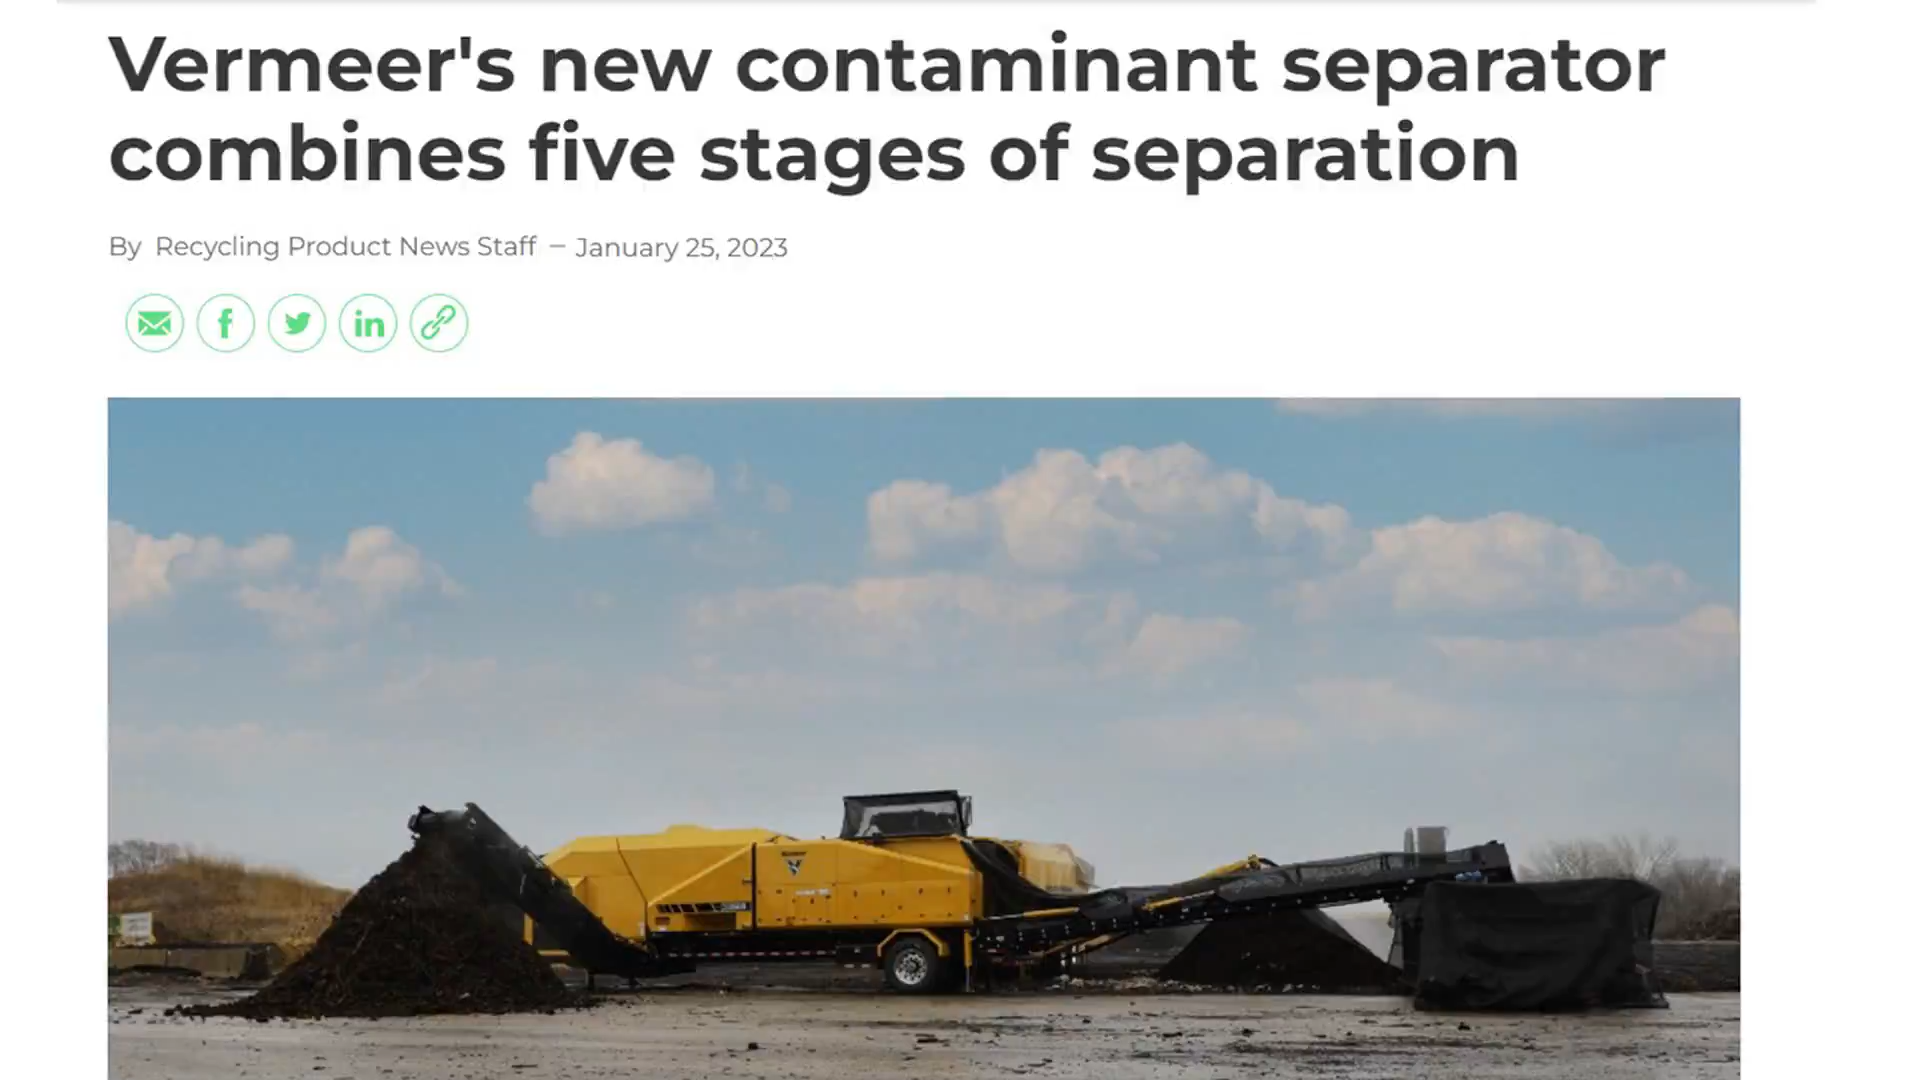 Vermeer's new contaminant separator
combines five stages of separation
By Recycling Product News Staff — January 25, 2023